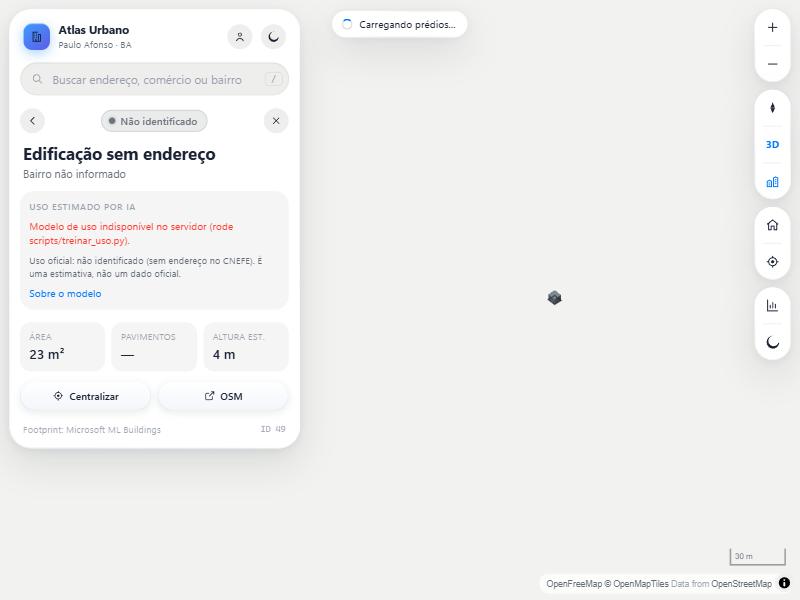 Atlas Urbano
Paulo Afonso · BA
Buscar endereço, comércio ou bairro
/
Não identificado
Edificação sem endereço
Bairro não informado
USO ESTIMADO POR IA
Modelo de uso indisponível no servidor (rode
scripts/treinar_uso.py).
Uso oficial: não identificado (sem endereço no CNEFE). É
uma estimativa, não um dado oficial.
Sobre o modelo
ÁREA
23 m²
PAVIMENTOS
—
ALTURA EST.
4 m
Centralizar
OSM
Footprint: Microsoft ML Buildings
ID 49
Carregando prédios...
3D
30 m
OpenFreeMap © OpenMapTiles Data from OpenStreetMap